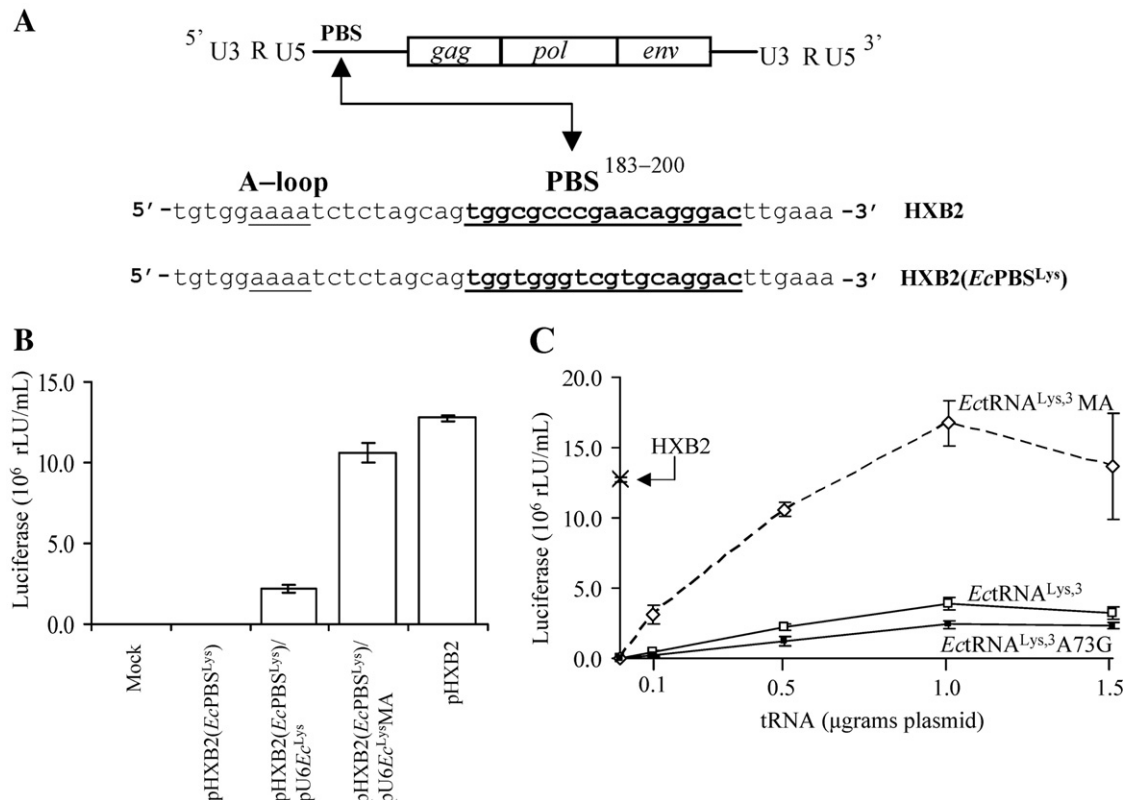 A
5’ U3 R U5 PBS gag pol env U3 R U5 3’
A–loop PBS 183–200
5’-tgtggaaaatctctagcagtggcgcccgaacagggacttgaaa-3’ HXB2
5’-tgtggaaaatctctagcagtggtgggtcgtgcaggacttgaaa-3’ HXB2(EcPBSLys)
B
Luciferase (10⁶ rLU/mL)
15.0
10.0
5.0
0.0
Mock
pHXB2(EcPBSLys)
pHXB2(EcPBSLys)/
pU6EcLys
pHXB2(EcPBSLys)/
pU6EcLysMA
pHXB2
C
Luciferase (10⁶ rLU/mL)
20.0
15.0
10.0
5.0
0.0
HXB2
EctRNALys,3 MA
EctRNALys,3
EctRNALys,3A73G
0.1 0.5 1.0 1.5
tRNA (µgrams plasmid)